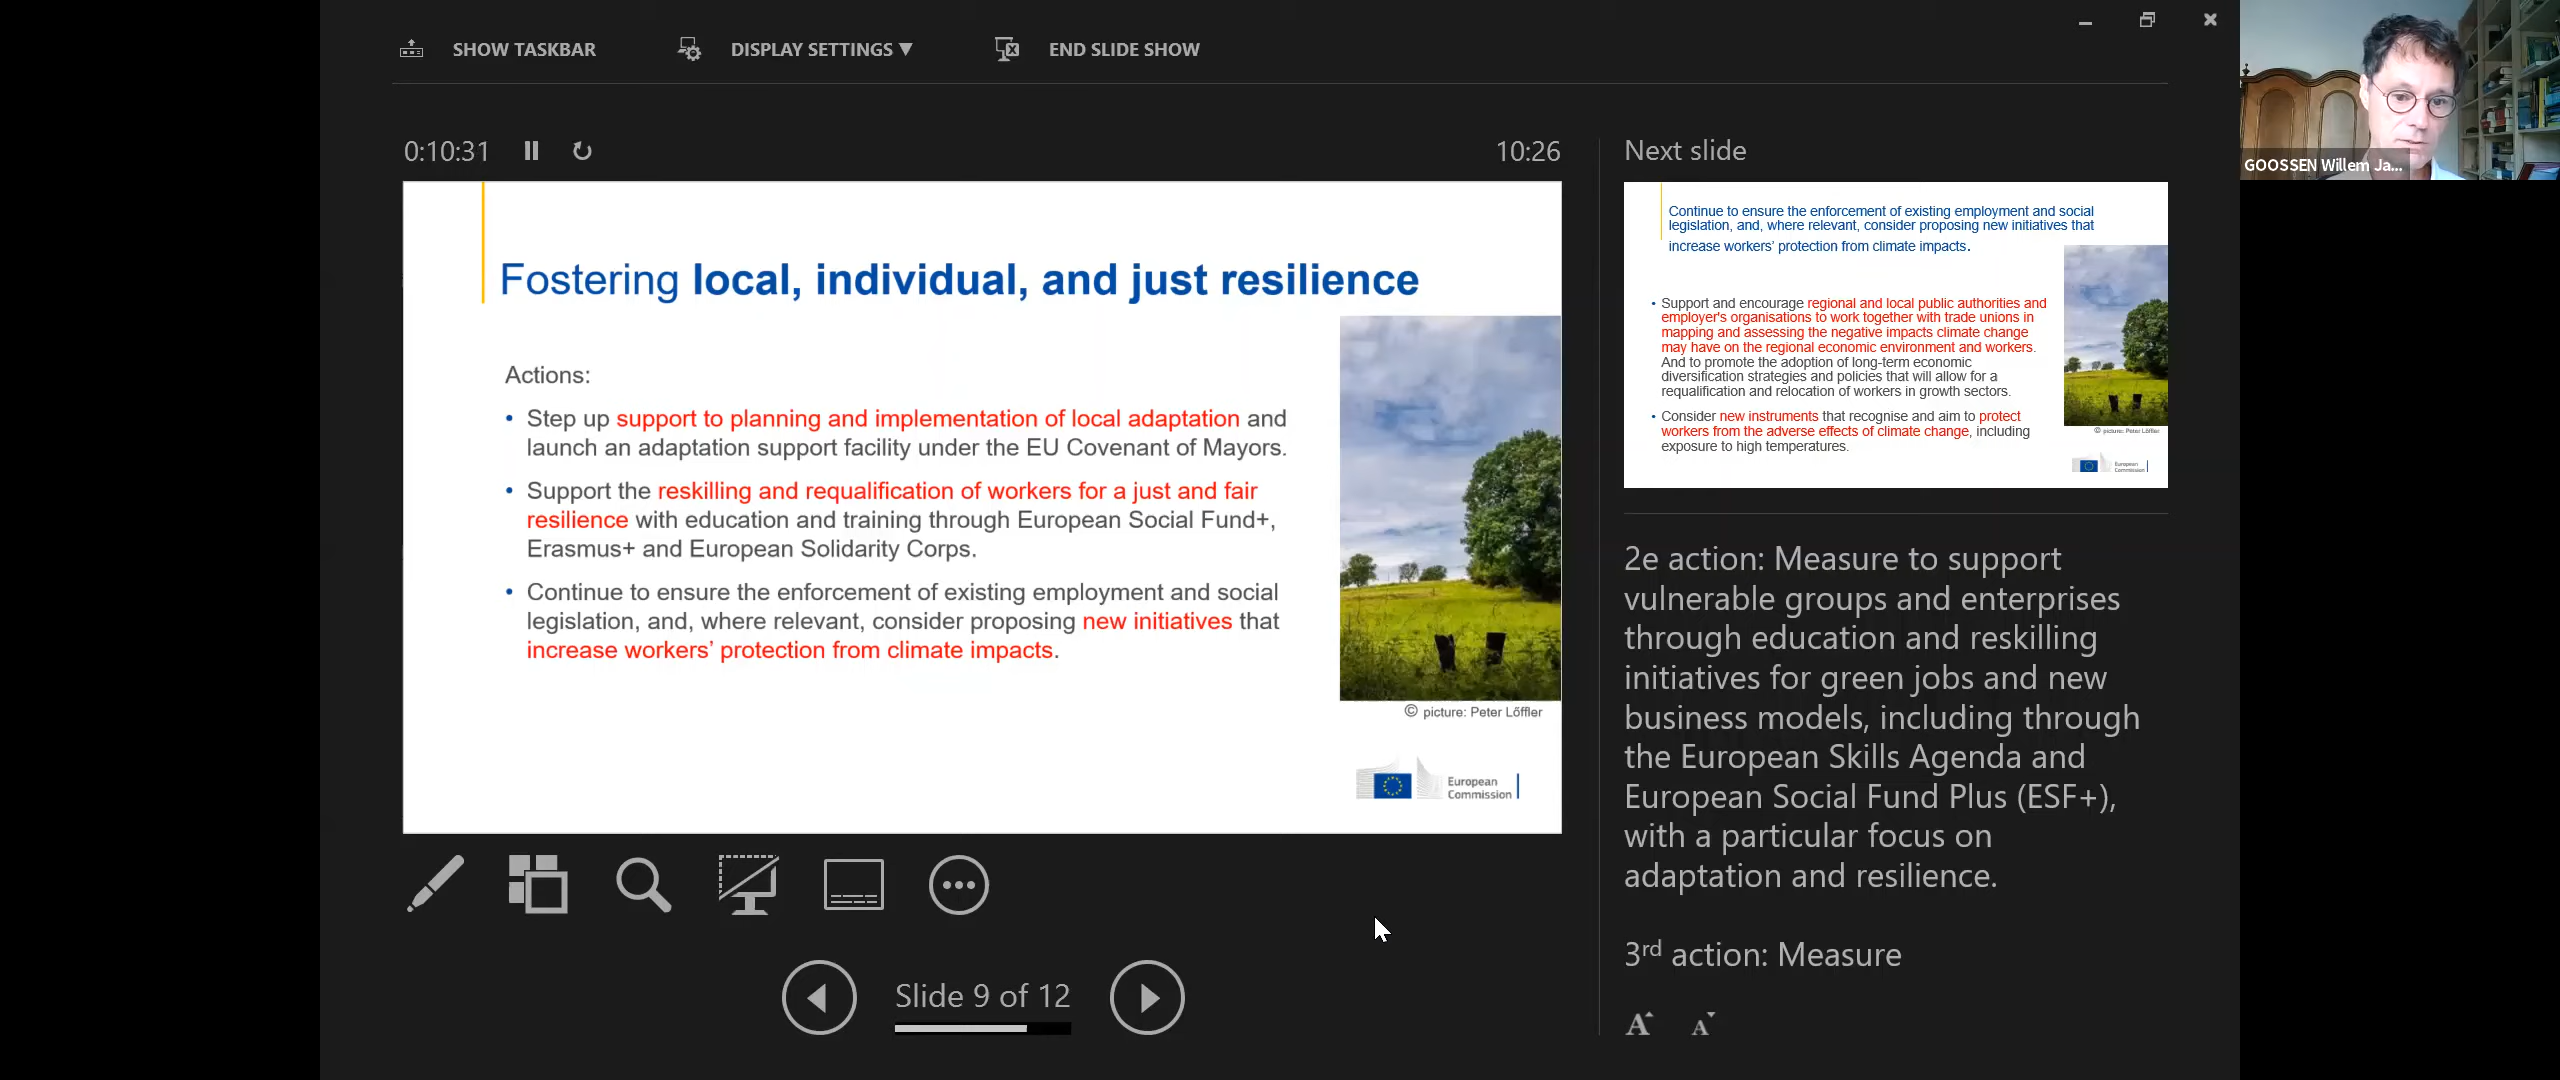 SHOW TASKBAR
DISPLAY SETTINGS ▼
END SLIDE SHOW
0:10:31
10:26
Fostering local, individual, and just resilience
Actions:
• Step up support to planning and implementation of local adaptation and
launch an adaptation support facility under the EU Covenant of Mayors.
• Support the reskilling and requalification of workers for a just and fair
resilience with education and training through European Social Fund+,
Erasmus+ and European Solidarity Corps.
• Continue to ensure the enforcement of existing employment and social
legislation, and, where relevant, consider proposing new initiatives that
increase workers’ protection from climate impacts.
© picture: Peter Löffler
European
Commission
Slide 9 of 12
Next slide
Continue to ensure the enforcement of existing employment and social
legislation, and, where relevant, consider proposing new initiatives that
increase workers’ protection from climate impacts.
• Support and encourage regional and local public authorities and
employer's organisations to work together with trade unions in
mapping and assessing the negative impacts climate change
may have on the regional economic environment and workers.
And to promote the adoption of long-term economic
diversification strategies and policies that will allow for a
requalification and relocation of workers in growth sectors.
• Consider new instruments that recognise and aim to protect
workers from the adverse effects of climate change, including
exposure to high temperatures.
© picture: Peter Löffler
European
Commission
2e action: Measure to support
vulnerable groups and enterprises
through education and reskilling
initiatives for green jobs and new
business models, including through
the European Skills Agenda and
European Social Fund Plus (ESF+),
with a particular focus on
adaptation and resilience.
3rd action: Measure
A A
GOOSSEN Willem Ja...